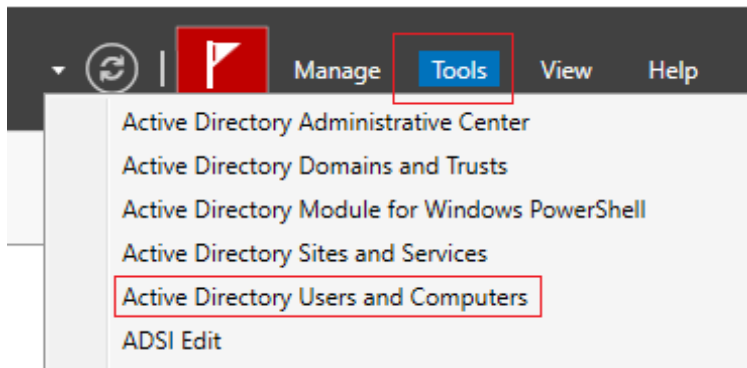 Manage Tools View Help
Active Directory Administrative Center
Active Directory Domains and Trusts
Active Directory Module for Windows PowerShell
Active Directory Sites and Services
Active Directory Users and Computers
ADSI Edit